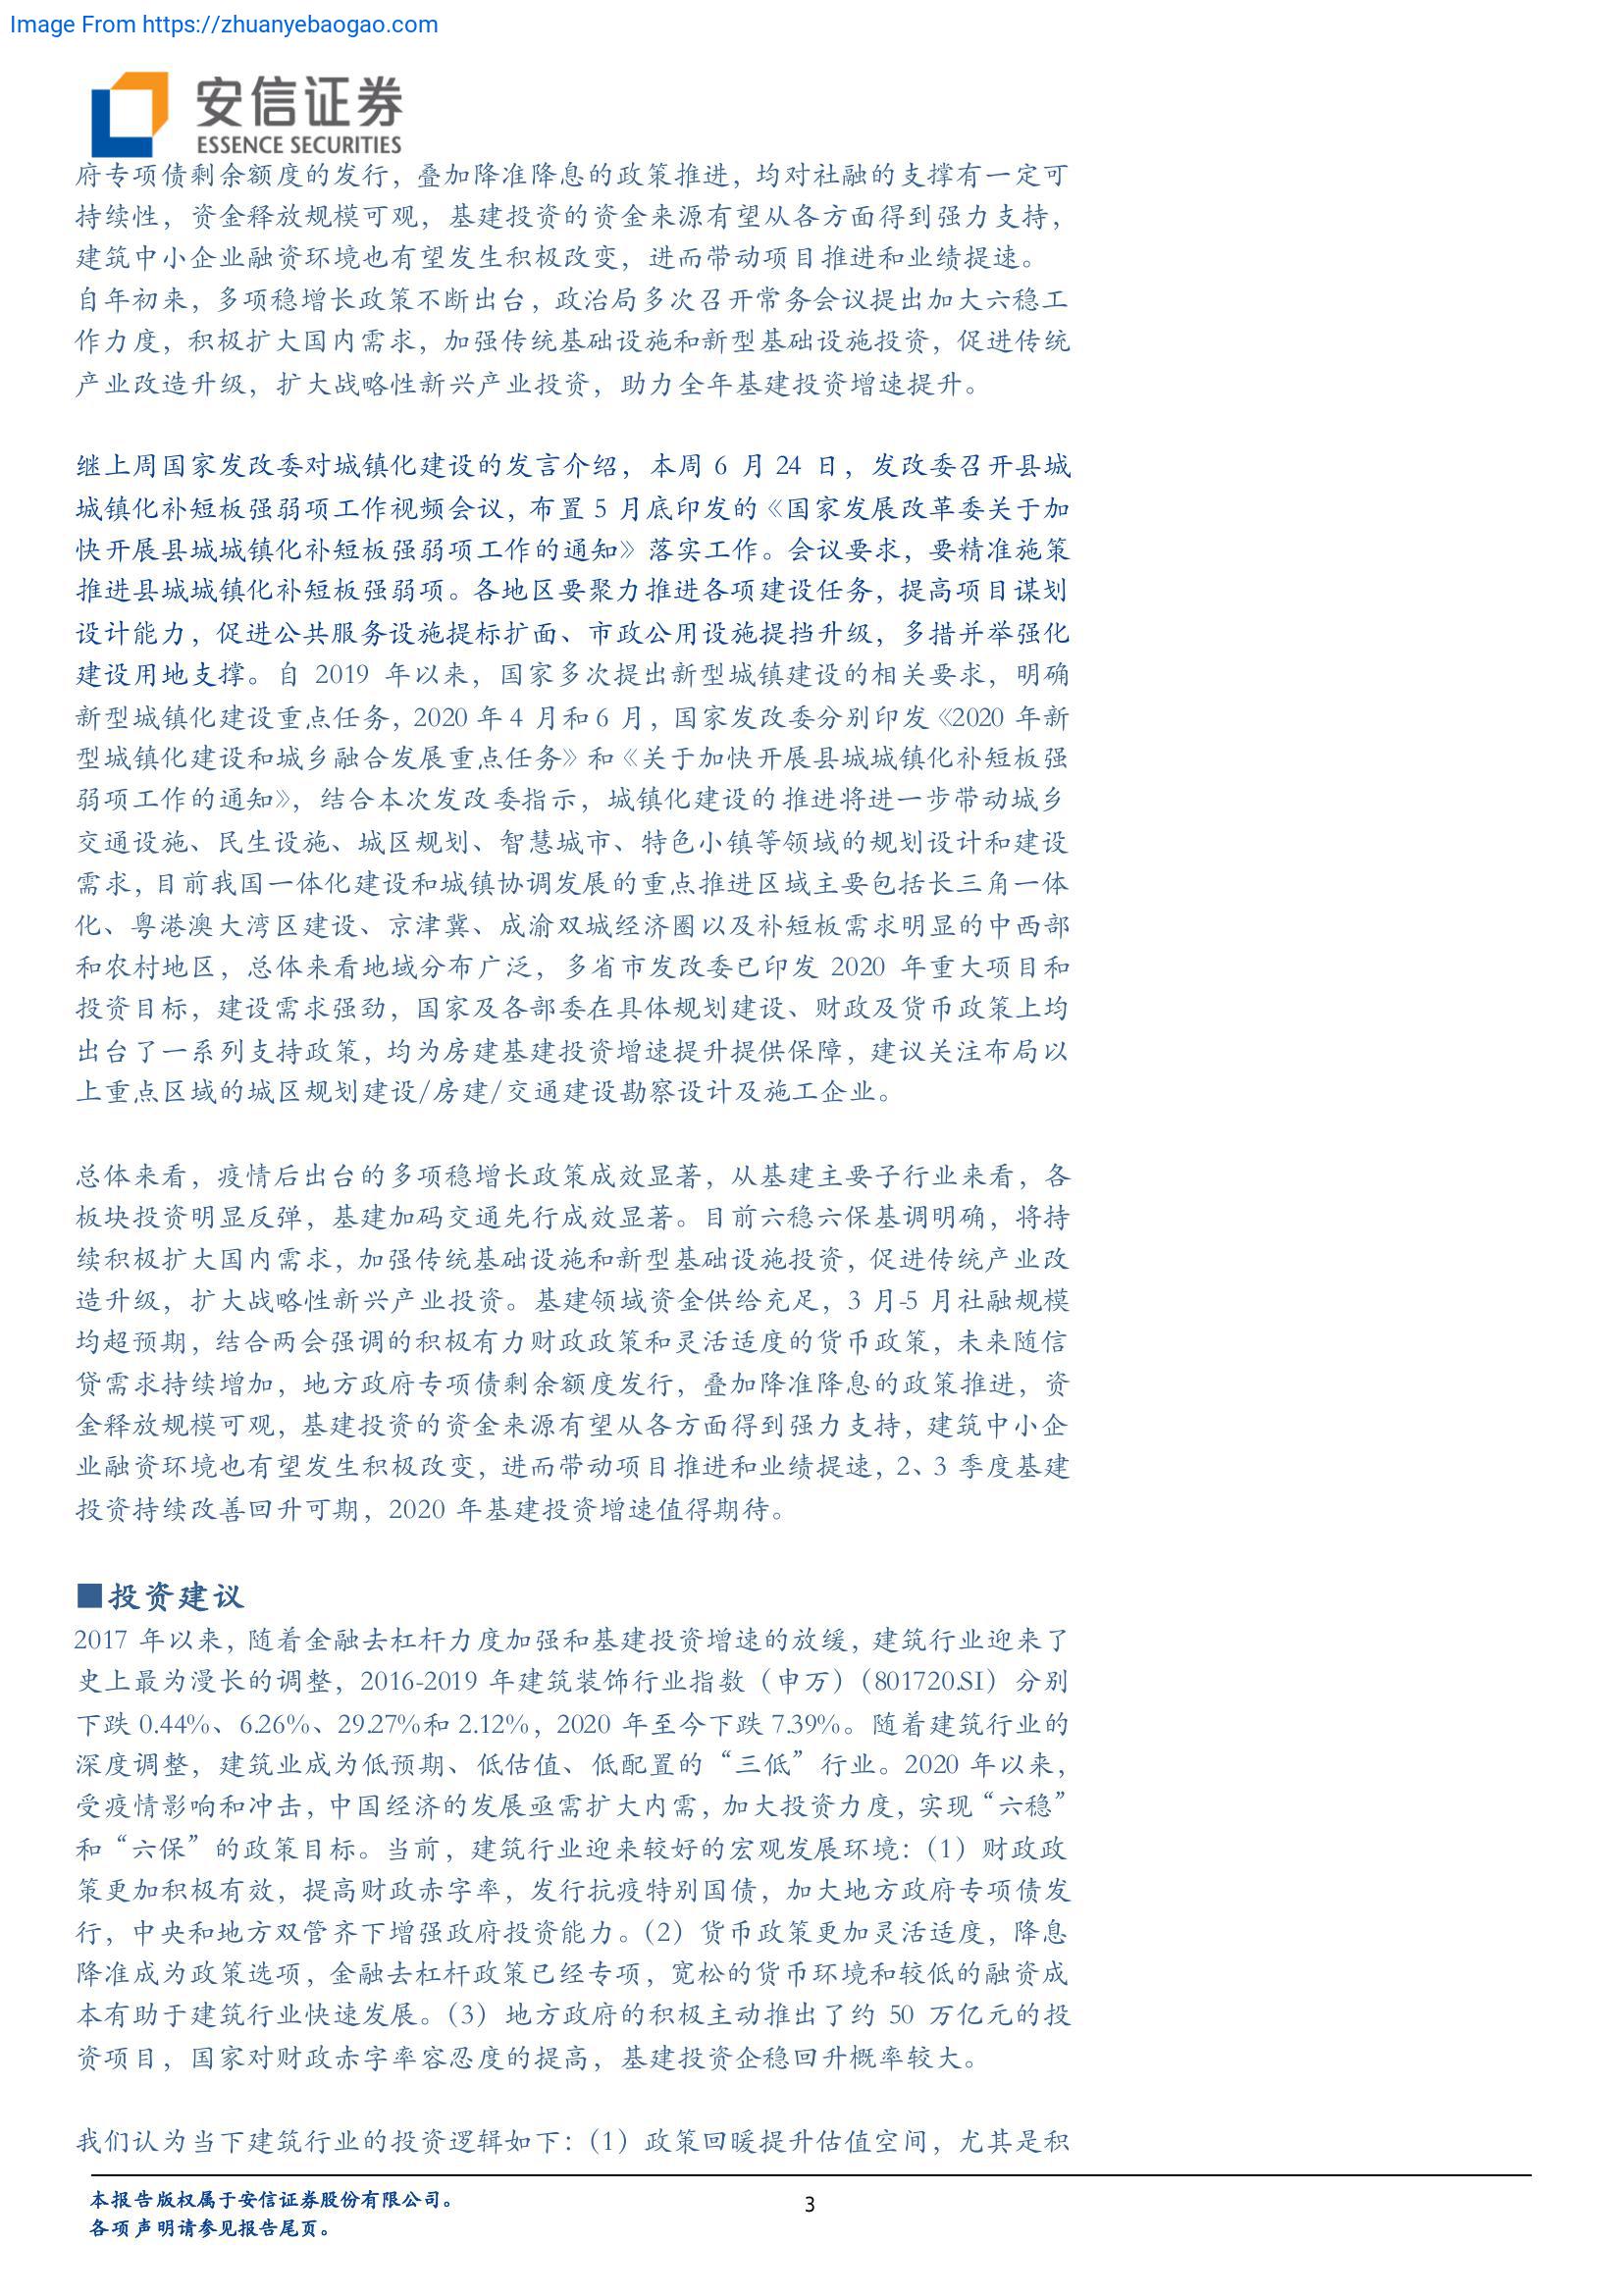 Image From https://zhuanyebaogao.com
安信证券
ESSENCE SECURITIES
府专项债剩余额度的发行，叠加降准降息的政策推进，均对社融的支撑有一定可
持续性，资金释放规模可观，基建投资的资金来源有望从各方面得到强力支持，
建筑中小企业融资环境也有望发生积极改变，进而带动项目推进和业绩提速。
自年初来，多项稳增长政策不断出台，政治局多次召开常务会议提出加大六稳工
作力度，积极扩大国内需求，加强传统基础设施和新型基础设施投资，促进传统
产业改造升级，扩大战略性新兴产业投资，助力全年基建投资增速提升。
继上周国家发改委对城镇化建设的发言介绍，本周 6 月 24 日，发改委召开县城
城镇化补短板强弱项工作视频会议，布置 5 月底印发的《国家发展改革委关于加
快开展县城城镇化补短板强弱项工作的通知》落实工作。会议要求，要精准施策
推进县城城镇化补短板强弱项。各地区要聚力推进各项建设任务，提高项目谋划
设计能力，促进公共服务设施提标扩面、市政公用设施提挡升级，多措并举强化
建设用地支撑。自 2019 年以来，国家多次提出新型城镇建设的相关要求，明确
新型城镇化建设重点任务，2020 年 4 月和 6 月，国家发改委分别印发《2020 年新
型城镇化建设和城乡融合发展重点任务》和《关于加快开展县城城镇化补短板强
弱项工作的通知》，结合本次发改委指示，城镇化建设的推进将进一步带动城乡
交通设施、民生设施、城区规划、智慧城市、特色小镇等领域的规划设计和建设
需求，目前我国一体化建设和城镇协调发展的重点推进区域主要包括长三角一体
化、粤港澳大湾区建设、京津冀、成渝双城经济圈以及补短板需求明显的中西部
和农村地区，总体来看地域分布广泛，多省市发改委已印发 2020 年重大项目和
投资目标，建设需求强劲，国家及各部委在具体规划建设、财政及货币政策上均
出台了一系列支持政策，均为房建基建投资增速提升提供保障，建议关注布局以
上重点区域的城区规划建设/房建/交通建设勘察设计及施工企业。
总体来看，疫情后出台的多项稳增长政策成效显著，从基建主要子行业来看，各
板块投资明显反弹，基建加码交通先行成效显著。目前六稳六保基调明确，将持
续积极扩大国内需求，加强传统基础设施和新型基础设施投资，促进传统产业改
造升级，扩大战略性新兴产业投资。基建领域资金供给充足，3 月-5 月社融规模
均超预期，结合两会强调的积极有力财政政策和灵活适度的货币政策，未来随信
贷需求持续增加，地方政府专项债剩余额度发行，叠加降准降息的政策推进，资
金释放规模可观，基建投资的资金来源有望从各方面得到强力支持，建筑中小企
业融资环境也有望发生积极改变，进而带动项目推进和业绩提速，2、3 季度基建
投资持续改善回升可期，2020 年基建投资增速值得期待。
■投资建议
2017 年以来，随着金融去杠杆力度加强和基建投资增速的放缓，建筑行业迎来了
史上最为漫长的调整，2016-2019 年建筑装饰行业指数（申万）（801720.SI）分别
下跌 0.44%、6.26%、29.27%和 2.12%，2020 年至今下跌 7.39%。随着建筑行业的
深度调整，建筑业成为低预期、低估值、低配置的“三低”行业。2020 年以来，
受疫情影响和冲击，中国经济的发展亟需扩大内需，加大投资力度，实现“六稳”
和“六保”的政策目标。当前，建筑行业迎来较好的宏观发展环境：（1）财政政
策更加积极有效，提高财政赤字率，发行抗疫特别国债，加大地方政府专项债发
行，中央和地方双管齐下增强政府投资能力。（2）货币政策更加灵活适度，降息
降准成为政策选项，金融去杠杆政策已经专项，宽松的货币环境和较低的融资成
本有助于建筑行业快速发展。（3）地方政府的积极主动推出了约 50 万亿元的投
资项目，国家对财政赤字率容忍度的提高，基建投资企稳回升概率较大。
我们认为当下建筑行业的投资逻辑如下：（1）政策回暖提升估值空间，尤其是积
本报告版权属于安信证券股份有限公司。
各项声明请参见报告尾页。
3